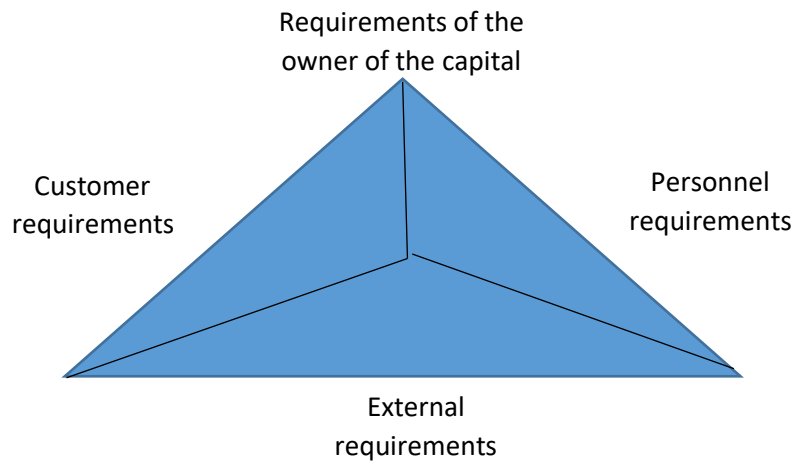 Requirements of the
owner of the capital
Customer
requirements
Personnel
requirements
External
requirements